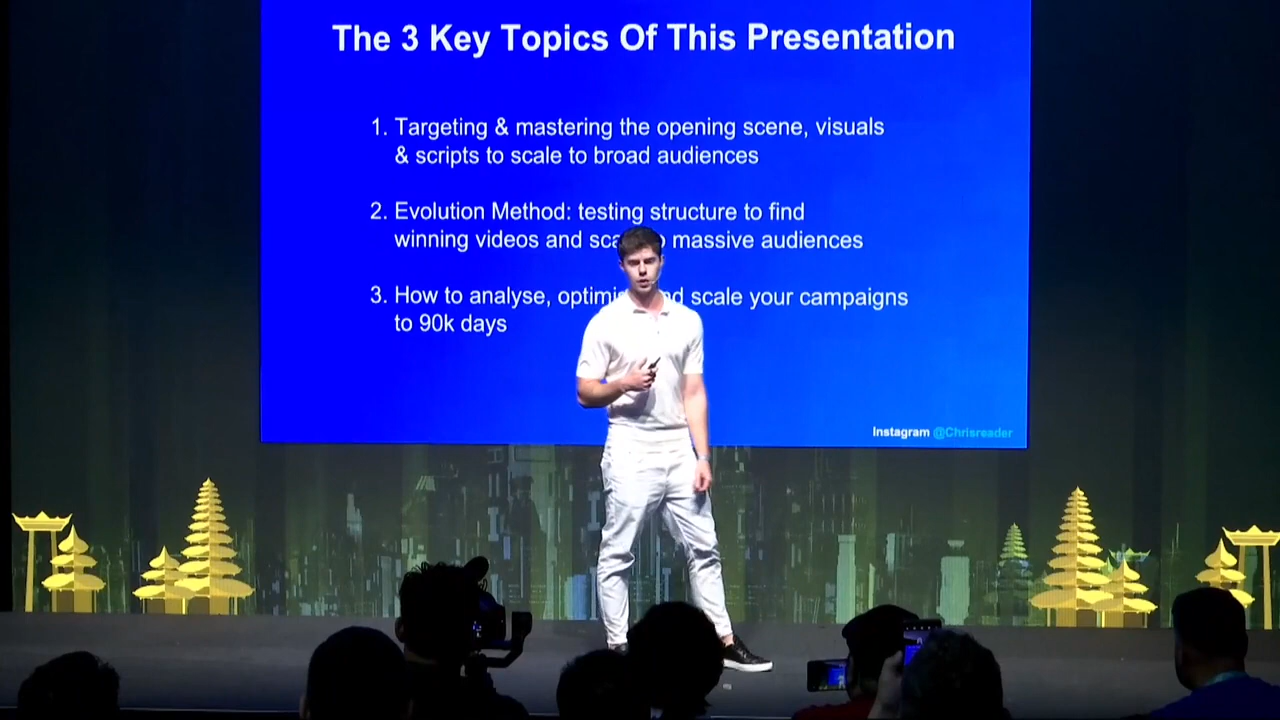 The 3 Key Topics Of This Presentation
1. Targeting & mastering the opening scene, visuals
& scripts to scale to broad audiences
2. Evolution Method: testing structure to find
winning videos and massive audiences
3. How to analyse, scale your campaigns
to 90k days
Instagram @Chrisreader